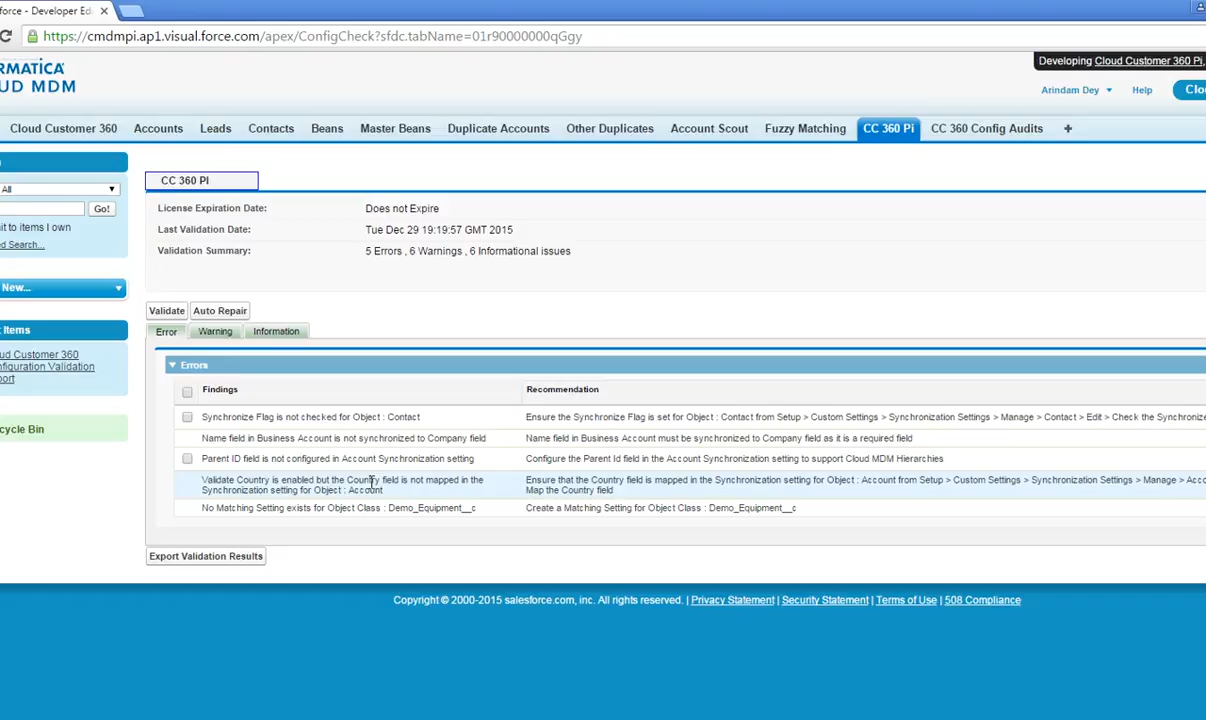 force - Developer Ed
https://cmdmpi.ap1.visual.force.com/apex/ConfigCheck?sfdc.tabName=01r90000000qGgy
Developing Cloud Customer 360 Pi,
RMATICA
UD MDM
Arindam Dey Help Clo
Cloud Customer 360 Accounts Leads Contacts Beans Master Beans Duplicate Accounts Other Duplicates Account Scout Fuzzy Matching CC 360 Pi CC 360 Config Audits +
All
Go!
it to items I own
d Search...
New...
t Items
ud Customer 360
nfiguration Validation
port
cycle Bin
CC 360 PI
License Expiration Date: Does not Expire
Last Validation Date: Tue Dec 29 19:19:57 GMT 2015
Validation Summary: 5 Errors , 6 Warnings , 6 Informational issues
Validate Auto Repair
Error Warning Information
Errors
Findings Recommendation
Synchronize Flag is not checked for Object : Contact Ensure the Synchronize Flag is set for Object : Contact from Setup > Custom Settings > Synchronization Settings > Manage > Contact > Edit > Check the Synchronize
Name field in Business Account is not synchronized to Company field Name field in Business Account must be synchronized to Company field as it is a required field
Parent ID field is not configured in Account Synchronization setting Configure the Parent Id field in the Account Synchronization setting to support Cloud MDM Hierarchies
Validate Country is enabled but the Country field is not mapped in the Ensure that the Country field is mapped in the Synchronization setting for Object : Account from Setup > Custom Settings > Synchronization Settings > Manage > Acco
Synchronization setting for Object : Account Map the Country field
No Matching Setting exists for Object Class : Demo_Equipment__c Create a Matching Setting for Object Class : Demo_Equipment__c
Export Validation Results
Copyright © 2000-2015 salesforce.com, inc. All rights reserved. | Privacy Statement | Security Statement | Terms of Use | 508 Compliance